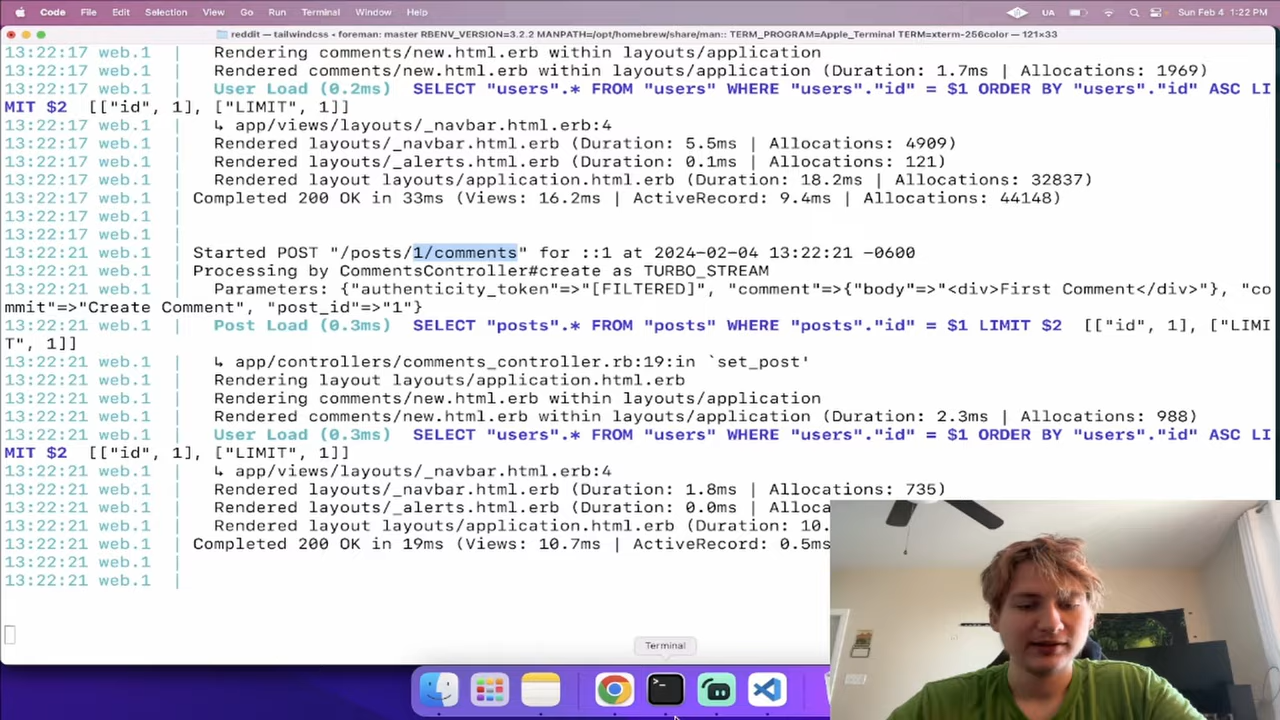 Code File Edit Selection View Go Run Terminal Window Help UA Sun Feb 4 1:22 PM
reddit — tailwindcss ‹ foreman: master RBENV_VERSION=3.2.2 MANPATH=/opt/homebrew/share/man:: TERM_PROGRAM=Apple_Terminal TERM=xterm-256color — 121×33
13:22:17 web.1 | Rendering comments/new.html.erb within layouts/application
13:22:17 web.1 | Rendered comments/new.html.erb within layouts/application (Duration: 1.7ms | Allocations: 1969)
13:22:17 web.1 | User Load (0.2ms) SELECT "users".* FROM "users" WHERE "users"."id" = $1 ORDER BY "users"."id" ASC LI
MIT $2 [["id", 1], ["LIMIT", 1]]
13:22:17 web.1 | ↳ app/views/layouts/_navbar.html.erb:4
13:22:17 web.1 | Rendered layouts/_navbar.html.erb (Duration: 5.5ms | Allocations: 4909)
13:22:17 web.1 | Rendered layouts/_alerts.html.erb (Duration: 0.1ms | Allocations: 121)
13:22:17 web.1 | Rendered layout layouts/application.html.erb (Duration: 18.2ms | Allocations: 32837)
13:22:17 web.1 | Completed 200 OK in 33ms (Views: 16.2ms | ActiveRecord: 9.4ms | Allocations: 44148)
13:22:17 web.1 |
13:22:17 web.1 |
13:22:21 web.1 | Started POST "/posts/1/comments" for ::1 at 2024-02-04 13:22:21 -0600
13:22:21 web.1 | Processing by CommentsController#create as TURBO_STREAM
13:22:21 web.1 | Parameters: {"authenticity_token"=>"[FILTERED]", "comment"=>{"body"=>"<div>First Comment</div>"}, "co
mmit"=>"Create Comment", "post_id"=>"1"}
13:22:21 web.1 | Post Load (0.3ms) SELECT "posts".* FROM "posts" WHERE "posts"."id" = $1 LIMIT $2 [["id", 1], ["LIMI
T", 1]]
13:22:21 web.1 | ↳ app/controllers/comments_controller.rb:19:in `set_post'
13:22:21 web.1 | Rendering layout layouts/application.html.erb
13:22:21 web.1 | Rendering comments/new.html.erb within layouts/application
13:22:21 web.1 | Rendered comments/new.html.erb within layouts/application (Duration: 2.3ms | Allocations: 988)
13:22:21 web.1 | User Load (0.3ms) SELECT "users".* FROM "users" WHERE "users"."id" = $1 ORDER BY "users"."id" ASC LI
MIT $2 [["id", 1], ["LIMIT", 1]]
13:22:21 web.1 | ↳ app/views/layouts/_navbar.html.erb:4
13:22:21 web.1 | Rendered layouts/_navbar.html.erb (Duration: 1.8ms | Allocations: 735)
13:22:21 web.1 | Rendered layouts/_alerts.html.erb (Duration: 0.0ms | Alloca
13:22:21 web.1 | Rendered layout layouts/application.html.erb (Duration: 10.
13:22:21 web.1 | Completed 200 OK in 19ms (Views: 10.7ms | ActiveRecord: 0.5ms
13:22:21 web.1 |
13:22:21 web.1 |
Terminal